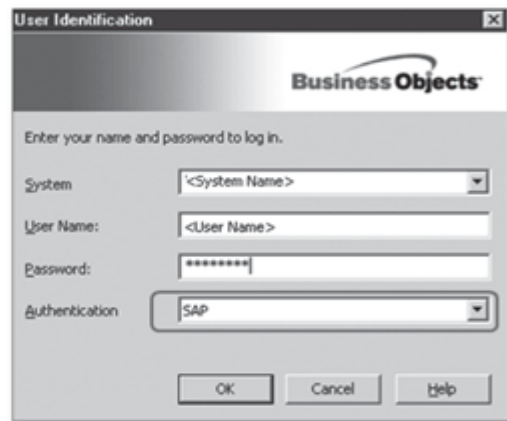 User Identification
Business Objects
Enter your name and password to log in.
System
'<System Name>
User Name:
<User Name>
Password:
********
Authentication
SAP
OK
Cancel
Help